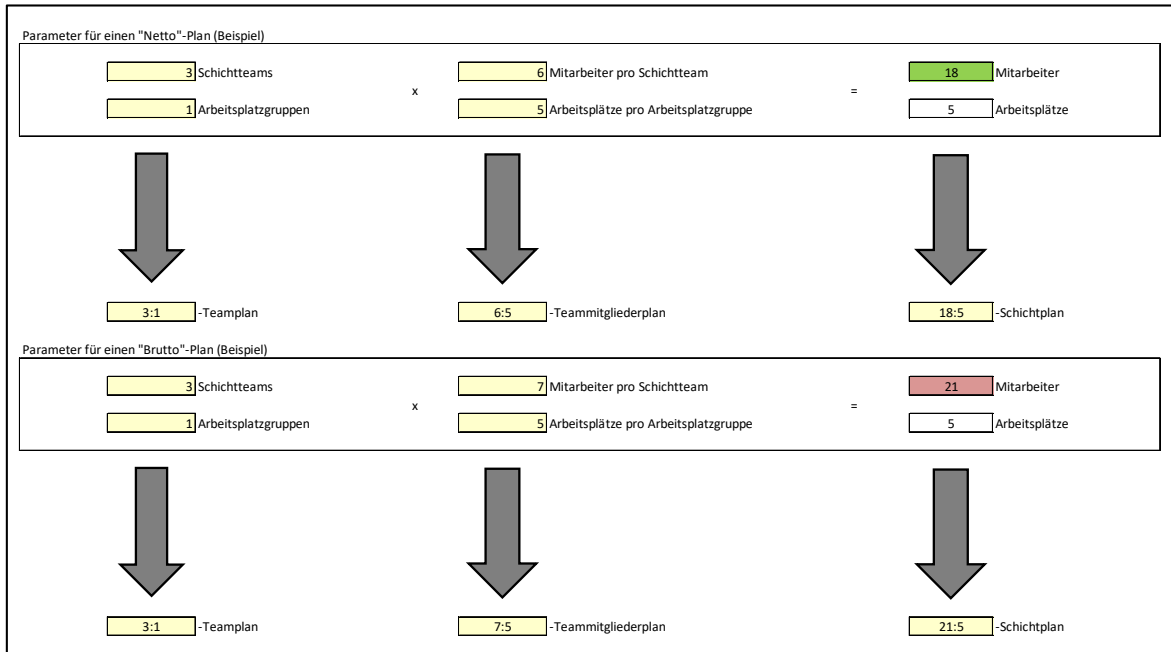 Parameter für einen "Netto"-Plan (Beispiel)
3 Schichtteams 6 Mitarbeiter pro Schichtteam 18 Mitarbeiter
x =
1 Arbeitsplatzgruppen 5 Arbeitsplätze pro Arbeitsplatzgruppe 5 Arbeitsplätze
3:1 -Teamplan 6:5 -Teammitgliederplan 18:5 -Schichtplan
Parameter für einen "Brutto"-Plan (Beispiel)
3 Schichtteams 7 Mitarbeiter pro Schichtteam 21 Mitarbeiter
x =
1 Arbeitsplatzgruppen 5 Arbeitsplätze pro Arbeitsplatzgruppe 5 Arbeitsplätze
3:1 -Teamplan 7:5 -Teammitgliederplan 21:5 -Schichtplan